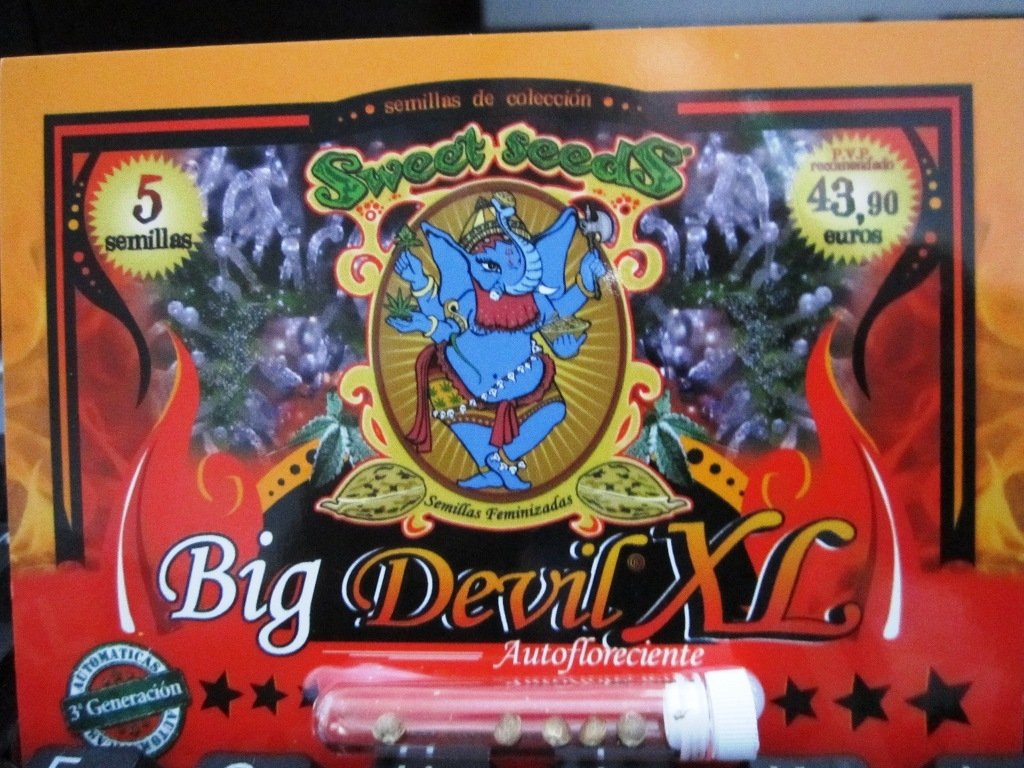 semillas de colección
Sweet Seeds
5
semillas
P.V.P.
recomendado
43,90
euros
Semillas Feminizadas
Big Devil® XL
Autofloreciente
AUTOMATICAS
3ª Generación